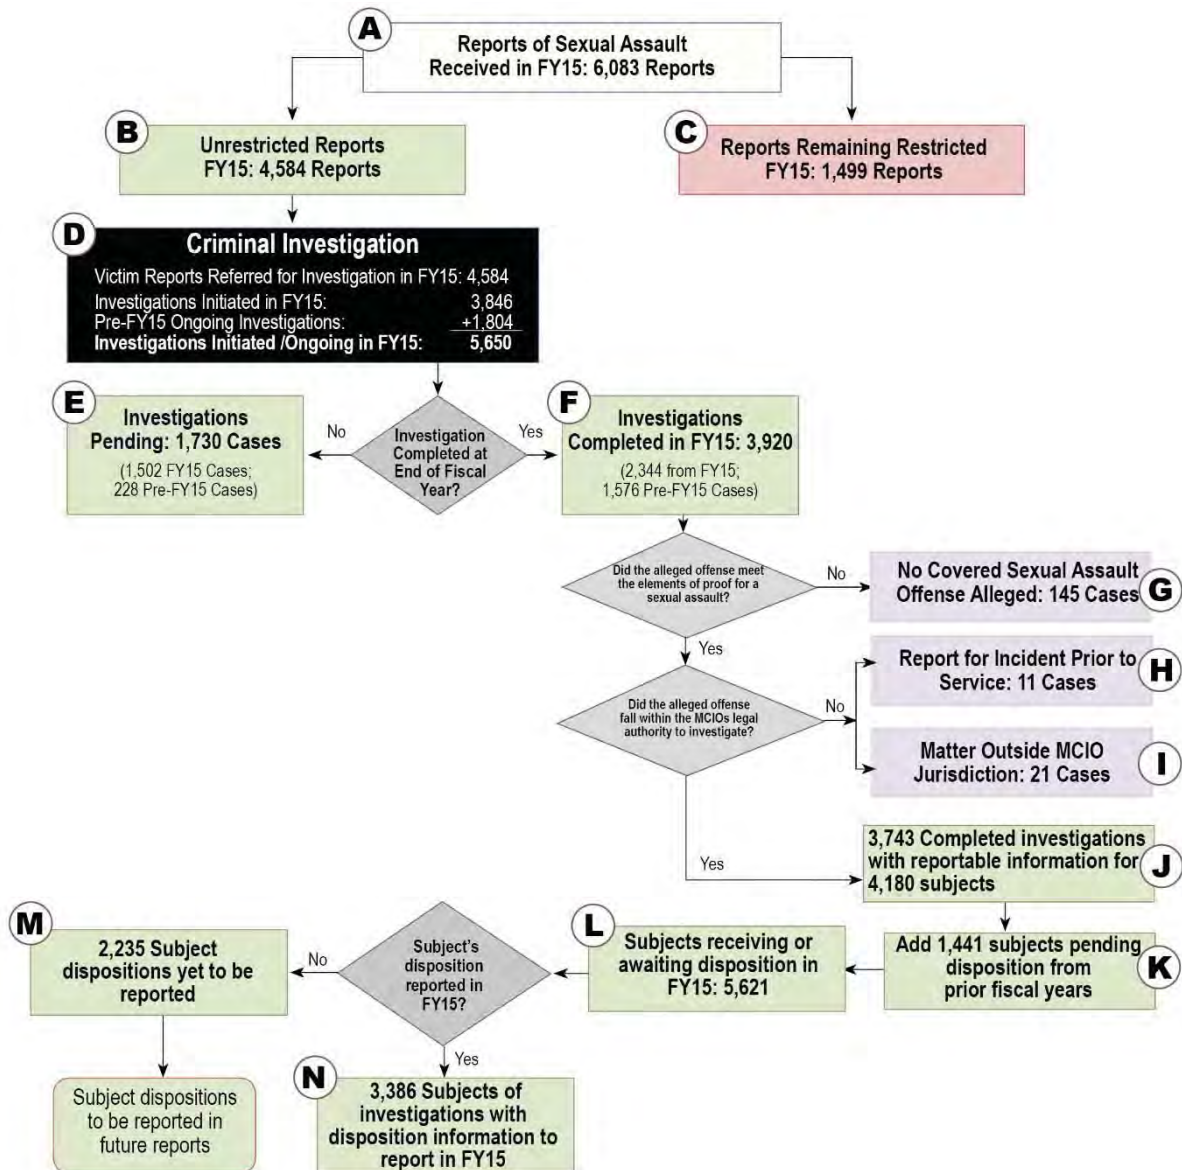 A
Reports of Sexual Assault
Received in FY15: 6,083 Reports
B
Unrestricted Reports
FY15: 4,584 Reports
C
Reports Remaining Restricted
FY15: 1,499 Reports
D
Criminal Investigation
Victim Reports Referred for Investigation in FY15: 4,584
Investigations Initiated in FY15: 3,846
Pre-FY15 Ongoing Investigations: +1,804
Investigations Initiated /Ongoing in FY15: 5,650
E
Investigations
Pending: 1,730 Cases
(1,502 FY15 Cases;
228 Pre-FY15 Cases)
No
Investigation
Completed at
End of Fiscal
Year?
Yes
F
Investigations
Completed in FY15: 3,920
(2,344 from FY15;
1,576 Pre-FY15 Cases)
Did the alleged offense meet
the elements of proof for a
sexual assault?
No
No Covered Sexual Assault
Offense Alleged: 145 Cases
G
Yes
Did the alleged offense
fall within the MCIOs legal
authority to investigate?
No
Report for Incident Prior to
Service: 11 Cases
H
Matter Outside MCIO
Jurisdiction: 21 Cases
I
Yes
3,743 Completed investigations
with reportable information for
4,180 subjects
J
Add 1,441 subjects pending
disposition from
prior fiscal years
K
L
Subjects receiving or
awaiting disposition in
FY15: 5,621
Subject's
disposition
reported in
FY15?
No
M
2,235 Subject
dispositions yet to be
reported
Subject dispositions
to be reported in
future reports
Yes
N
3,386 Subjects of
investigations with
disposition information to
report in FY15